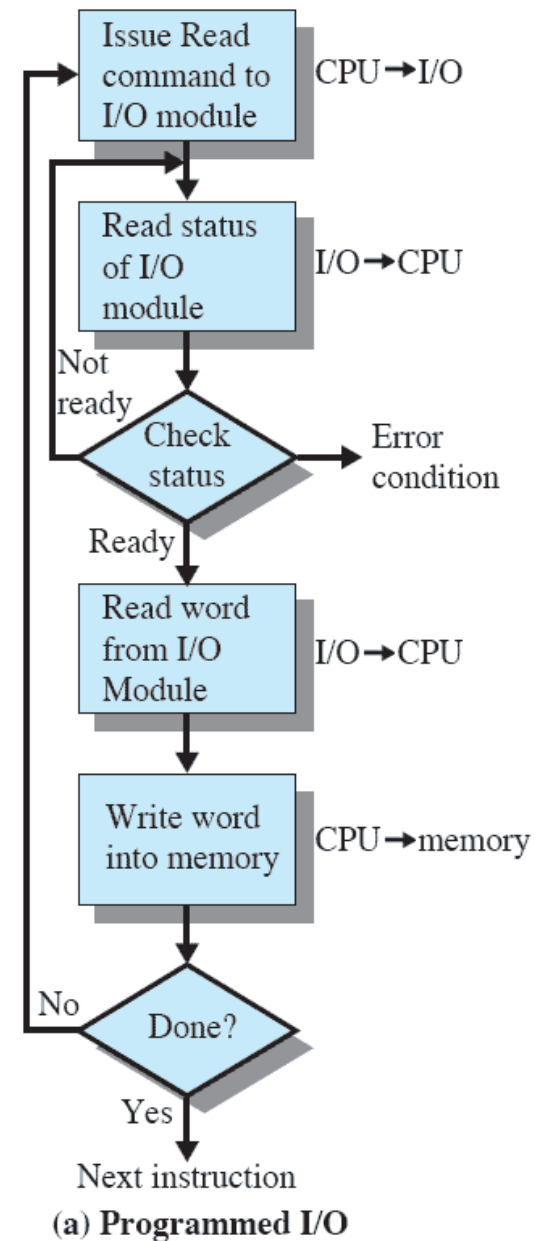 Issue Read
command to
I/O module
CPU→I/O
Read status
of I/O
module
I/O→CPU
Not
ready
Check
status
Error
condition
Ready
Read word
from I/O
Module
I/O→CPU
Write word
into memory
CPU→memory
No
Done?
Yes
Next instruction
(a) Programmed I/O